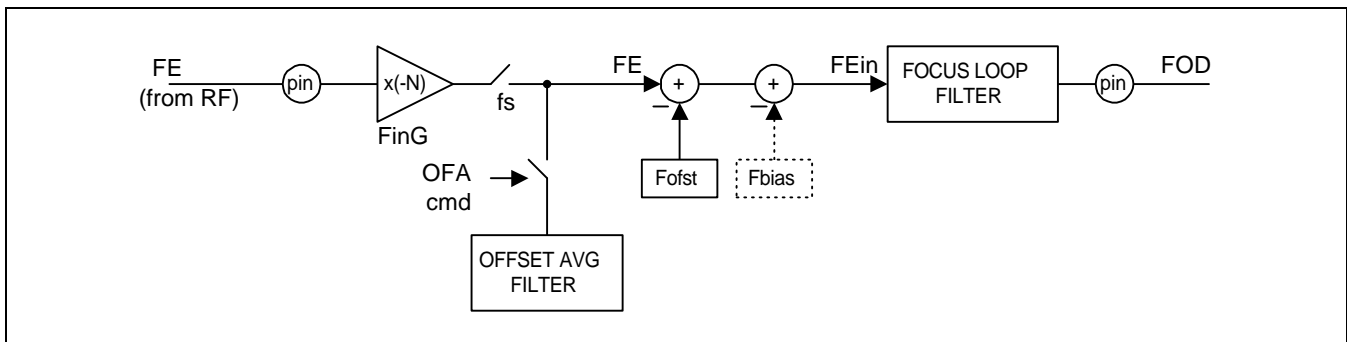 FE
(from RF)
pin
x(-N)
FinG
fs
OFA
cmd
OFFSET AVG
FILTER
FE
+
−
Fofst
+
−
Fbias
FEin
FOCUS LOOP
FILTER
pin
FOD